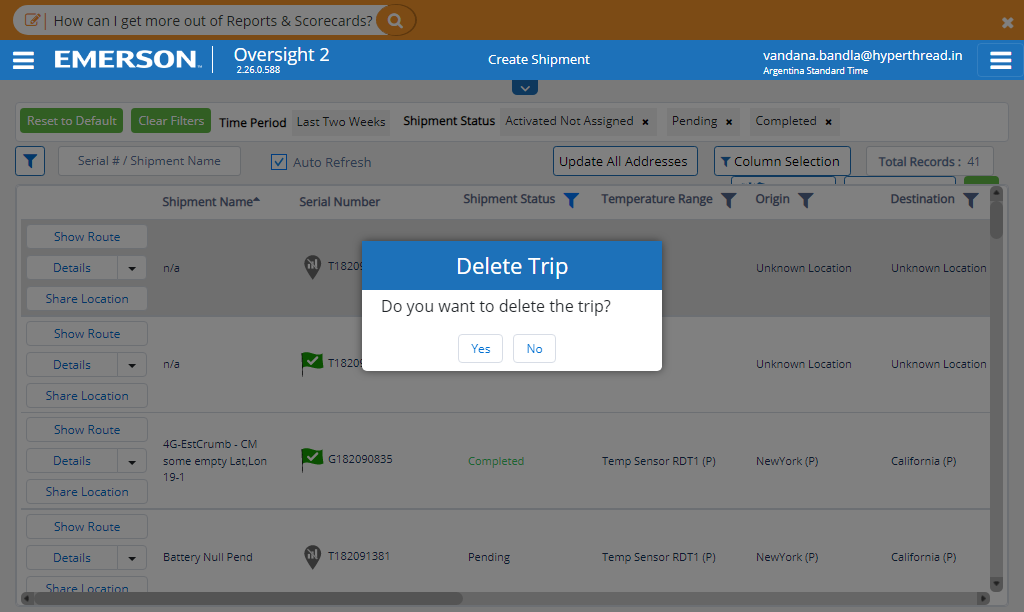 How can I get more out of Reports & Scorecards?
EMERSON
Oversight 2
2.26.0.588
Create Shipment
vandana.bandla@hyperthread.in
Argentina Standard Time
Reset to Default
Clear Filters
Time Period
Last Two Weeks
Shipment Status
Activated Not Assigned ×
Pending ×
Completed ×
Serial # / Shipment Name
Auto Refresh
Update All Addresses
Column Selection
Total Records : 41
Shipment Name
Serial Number
Shipment Status
Temperature Range
Origin
Destination
Show Route
Details
Share Location
n/a
Unknown Location
Unknown Location
Show Route
Details
Share Location
n/a
Unknown Location
Unknown Location
Show Route
Details
Share Location
4G-EstCrumb - CM
some empty Lat,Lon
19-1
G182090835
Completed
Temp Sensor RDT1 (P)
NewYork (P)
California (P)
Show Route
Details
Share Location
Battery Null Pend
T182091381
Pending
Temp Sensor RDT1 (P)
NewYork (P)
California (P)
Delete Trip
Do you want to delete the trip?
Yes
No